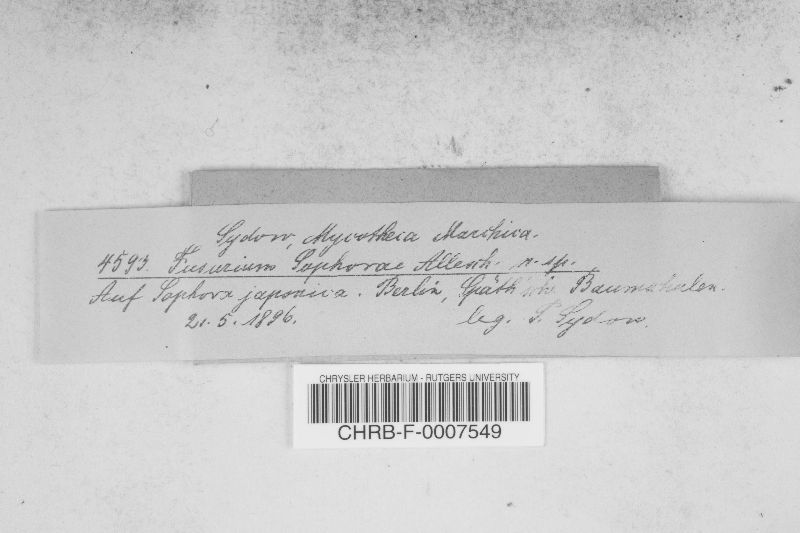 Sydow, Mycotheca Marchica.
4593. Fusarium Sophorae Allesch. n. sp.
Auf Sophora japonica. Berlin, Späth'sche Baumschulen.
21.5.1896. leg. P. Sydow.
CHRYSLER HERBARIUM - RUTGERS UNIVERSITY
CHRB-F-0007549